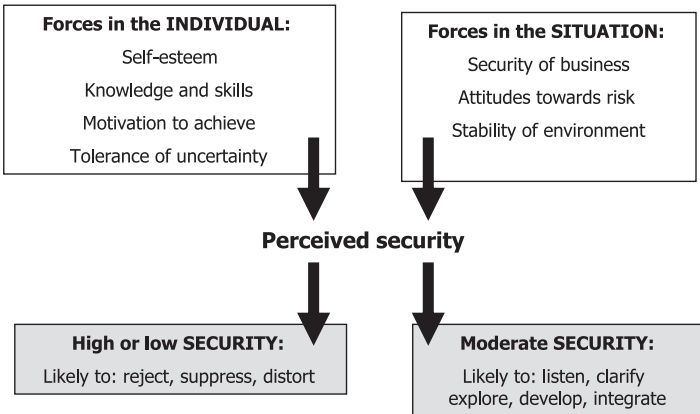 Forces in the INDIVIDUAL:
Self-esteem
Knowledge and skills
Motivation to achieve
Tolerance of uncertainty
Forces in the SITUATION:
Security of business
Attitudes towards risk
Stability of environment
Perceived security
High or low SECURITY:
Likely to: reject, suppress, distort
Moderate SECURITY:
Likely to: listen, clarify
explore, develop, integrate